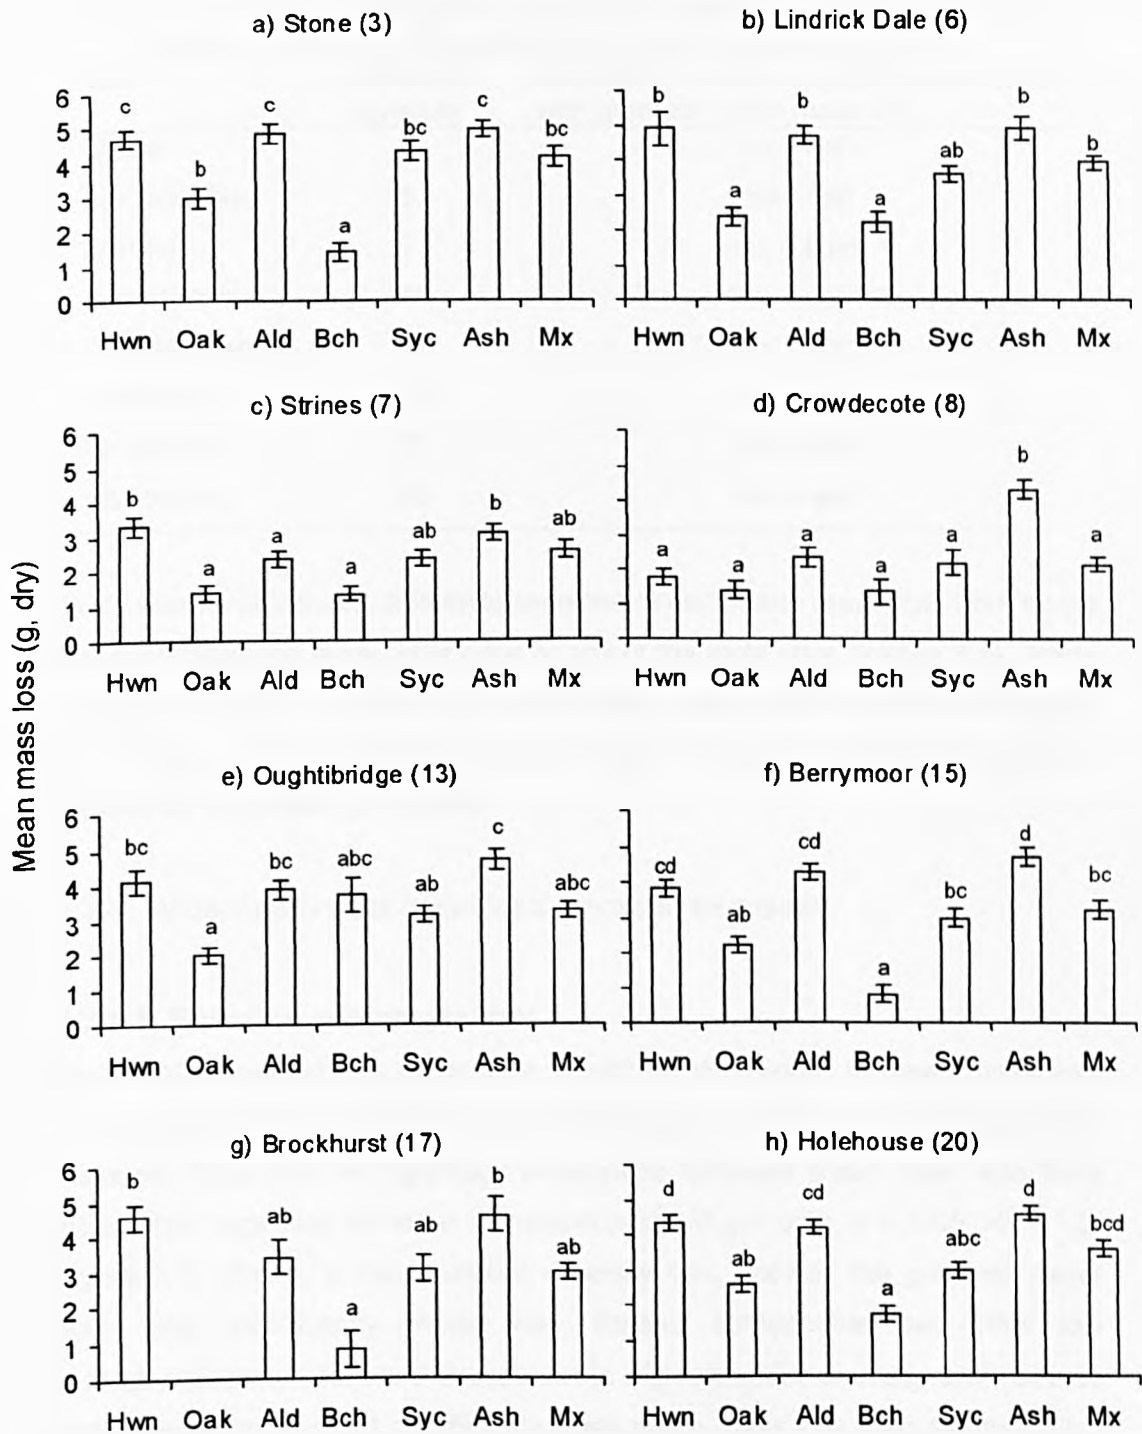 a) Stone (3)
b) Lindrick Dale (6)
6
5
4
3
2
1
0
c
b
c
a
bc
c
bc
b
a
b
a
ab
b
b
Hwn Oak Ald Bch Syc Ash Mx
Hwn Oak Ald Bch Syc Ash Mx
c) Strines (7)
d) Crowdecote (8)
6
5
4
3
2
1
0
b
a
a
a
ab
b
ab
a
a
a
a
a
b
a
Hwn Oak Ald Bch Syc Ash Mx
Hwn Oak Ald Bch Syc Ash Mx
Mean mass loss (g, dry)
e) Oughtibridge (13)
f) Berrymoor (15)
6
5
4
3
2
1
0
bc
a
bc
abc
ab
c
abc
cd
ab
cd
a
bc
d
bc
Hwn Oak Ald Bch Syc Ash Mx
Hwn Oak Ald Bch Syc Ash Mx
g) Brockhurst (17)
h) Holehouse (20)
6
5
4
3
2
1
0
b
ab
a
ab
b
ab
d
ab
cd
a
abc
d
bcd
Hwn Oak Ald Bch Syc Ash Mx
Hwn Oak Ald Bch Syc Ash Mx